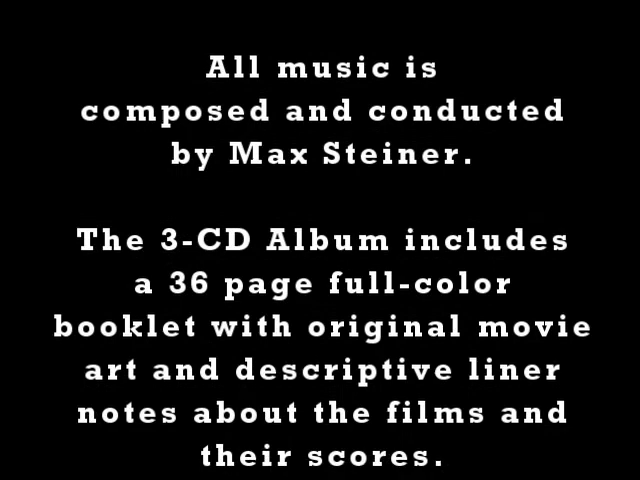 All music is
composed and conducted
by Max Steiner.
The 3-CD Album includes
a 36 page full-color
booklet with original movie
art and descriptive liner
notes about the films and
their scores.